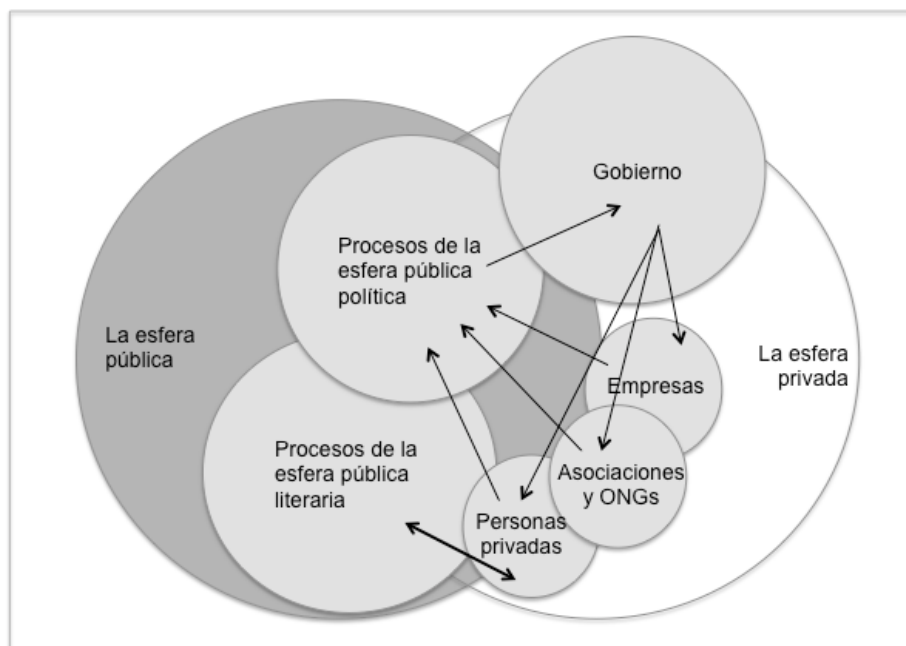 Gobierno
Procesos de la
esfera pública
política
La esfera
pública
La esfera
privada
Empresas
Procesos de la
esfera pública
literaria
Asociaciones
y ONGs
Personas
privadas